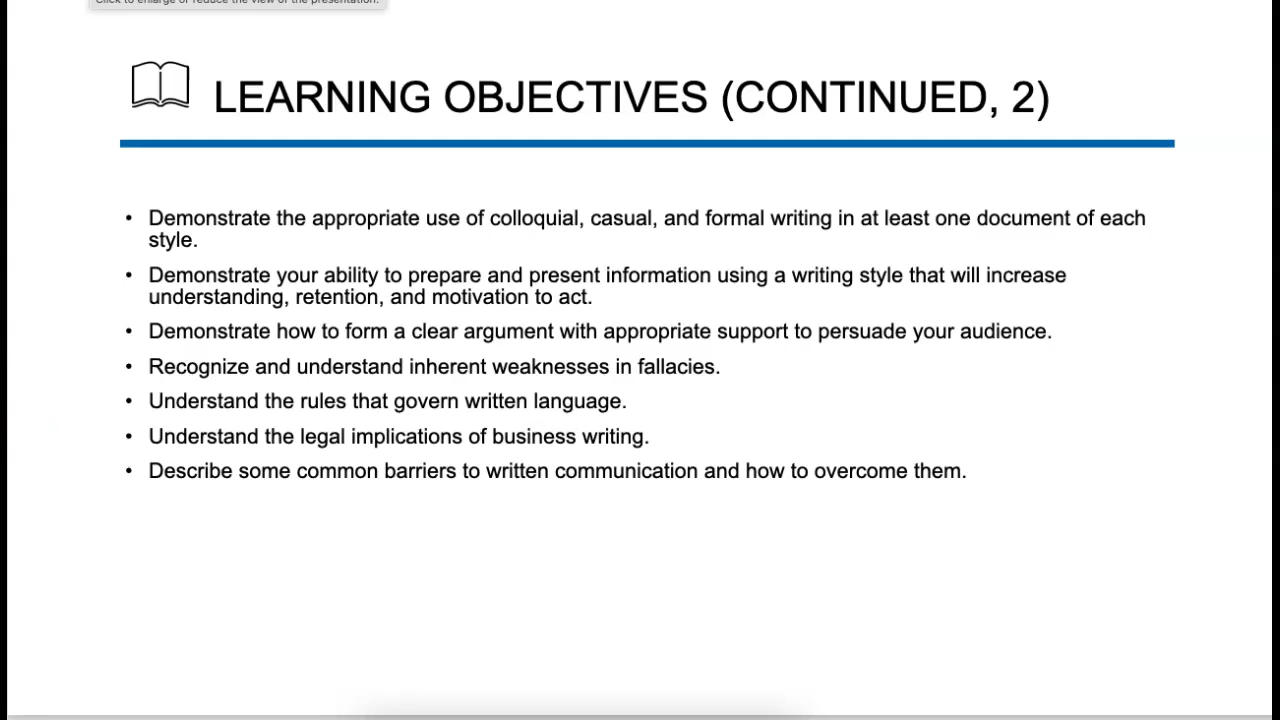 Click to enlarge or reduce the view of the presentation.
LEARNING OBJECTIVES (CONTINUED, 2)
• Demonstrate the appropriate use of colloquial, casual, and formal writing in at least one document of each
style.
• Demonstrate your ability to prepare and present information using a writing style that will increase
understanding, retention, and motivation to act.
• Demonstrate how to form a clear argument with appropriate support to persuade your audience.
• Recognize and understand inherent weaknesses in fallacies.
• Understand the rules that govern written language.
• Understand the legal implications of business writing.
• Describe some common barriers to written communication and how to overcome them.